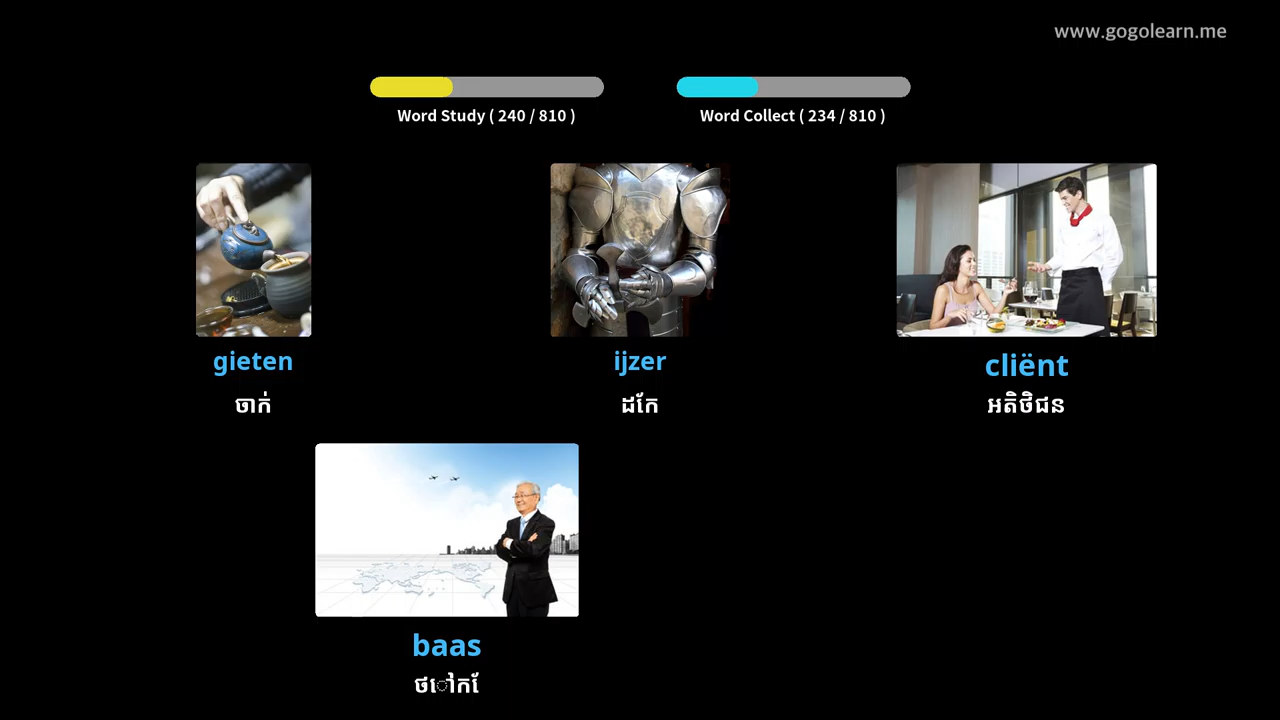 www.gogolearn.me
Word Study ( 240 / 810 )
Word Collect ( 234 / 810 )
gieten
ijzer
cliënt
ចាក់
ដែក
អតិថិជន
baas
ថៅកែ